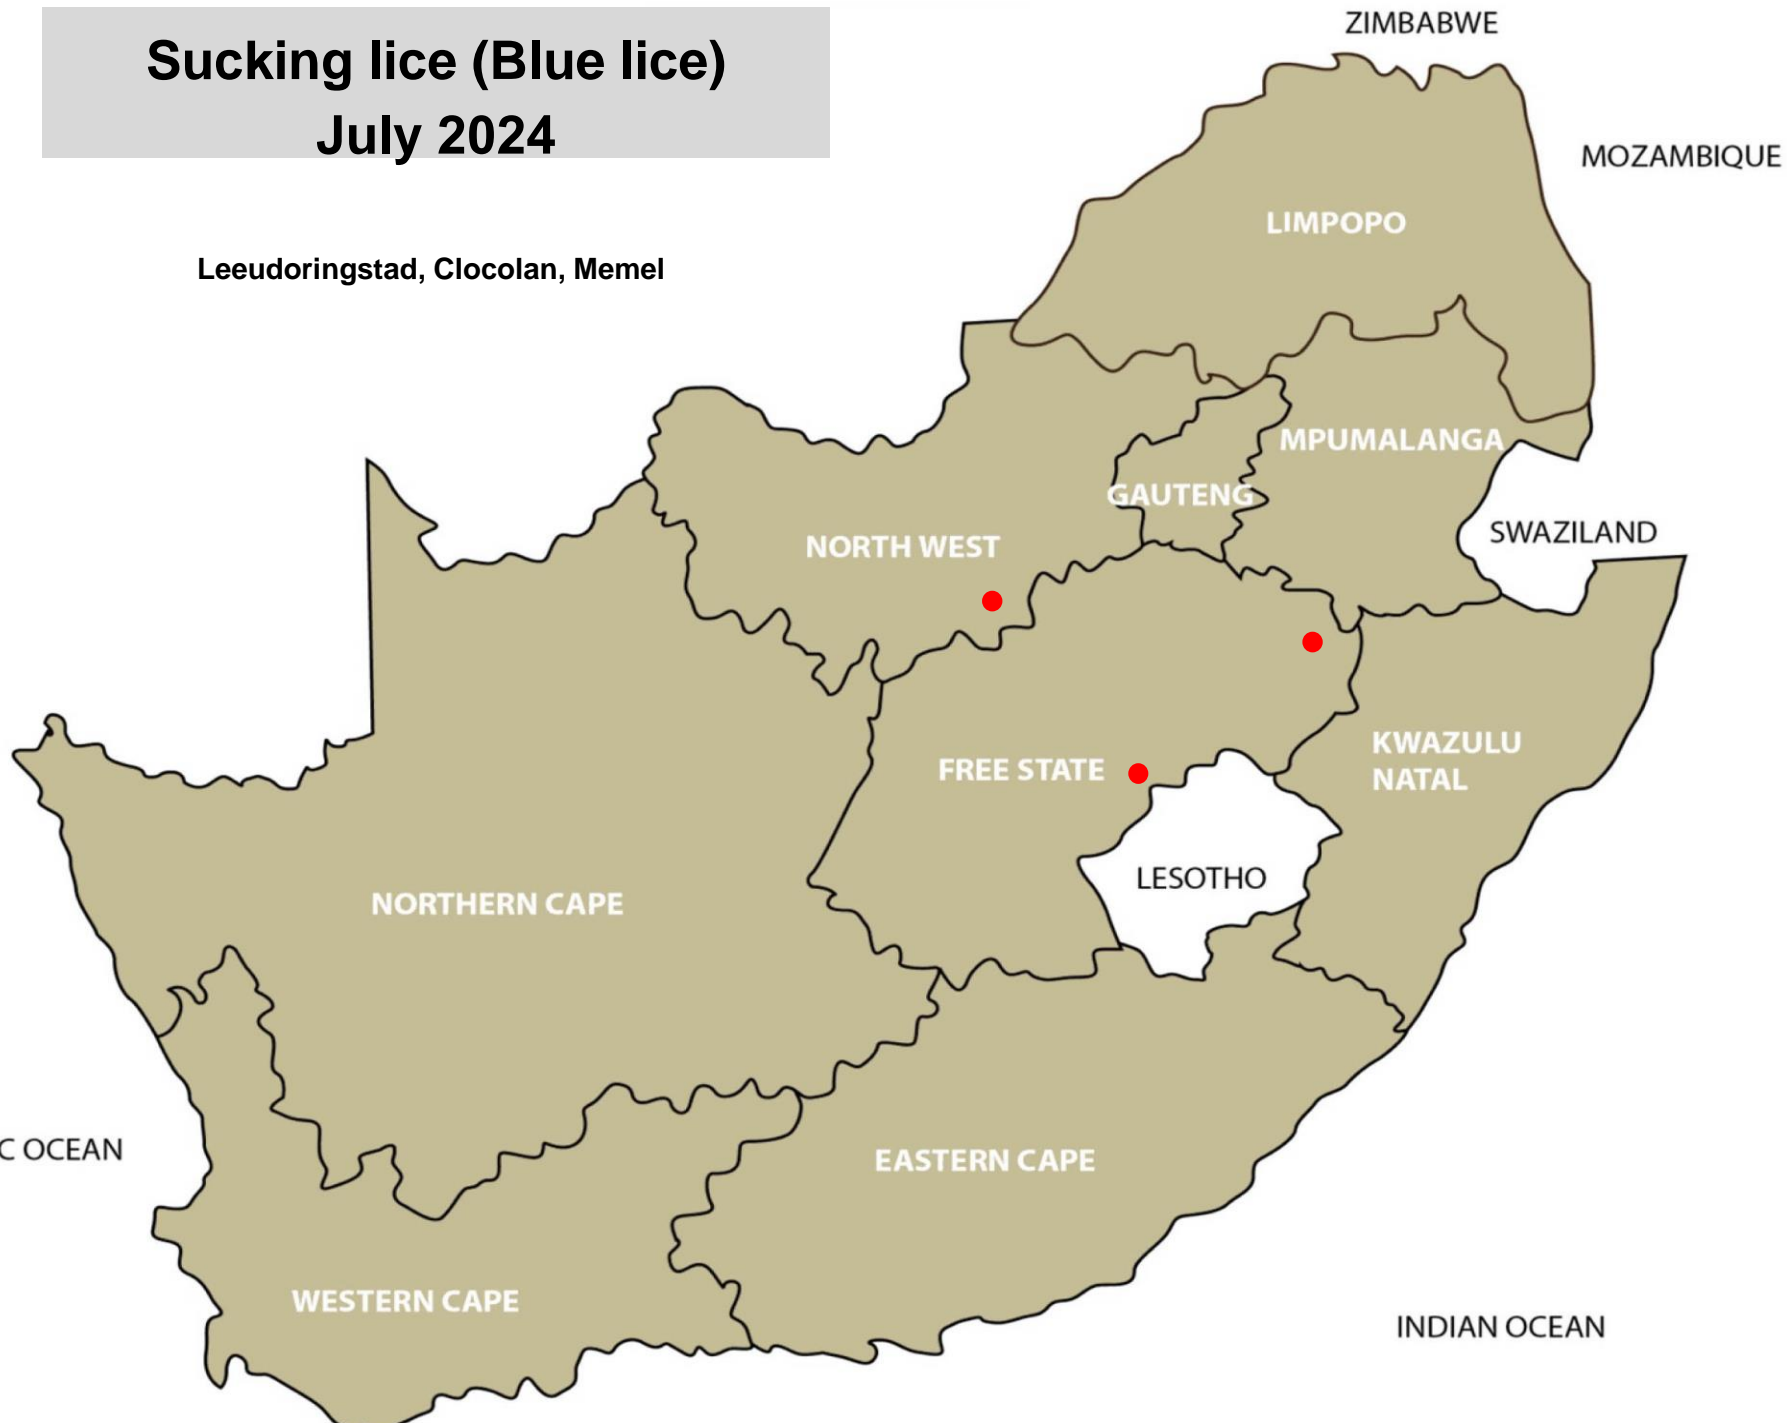 Sucking lice (Blue lice)
July 2024
ZIMBABWE
MOZAMBIQUE
LIMPOPO
Leeudoringstad, Clocolan, Memel
MPUMALANGA
GAUTENG
SWAZILAND
NORTH WEST
KWAZULU
NATAL
FREE STATE
LESOTHO
NORTHERN CAPE
C OCEAN
EASTERN CAPE
WESTERN CAPE
INDIAN OCEAN